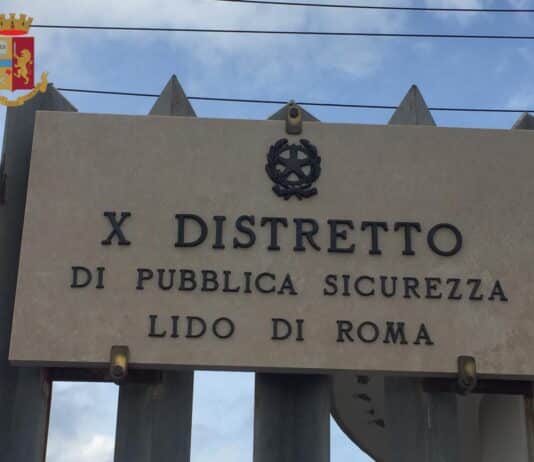 X DISTRETTO
DI PUBBLICA SICUREZZA
LIDO DI ROMA